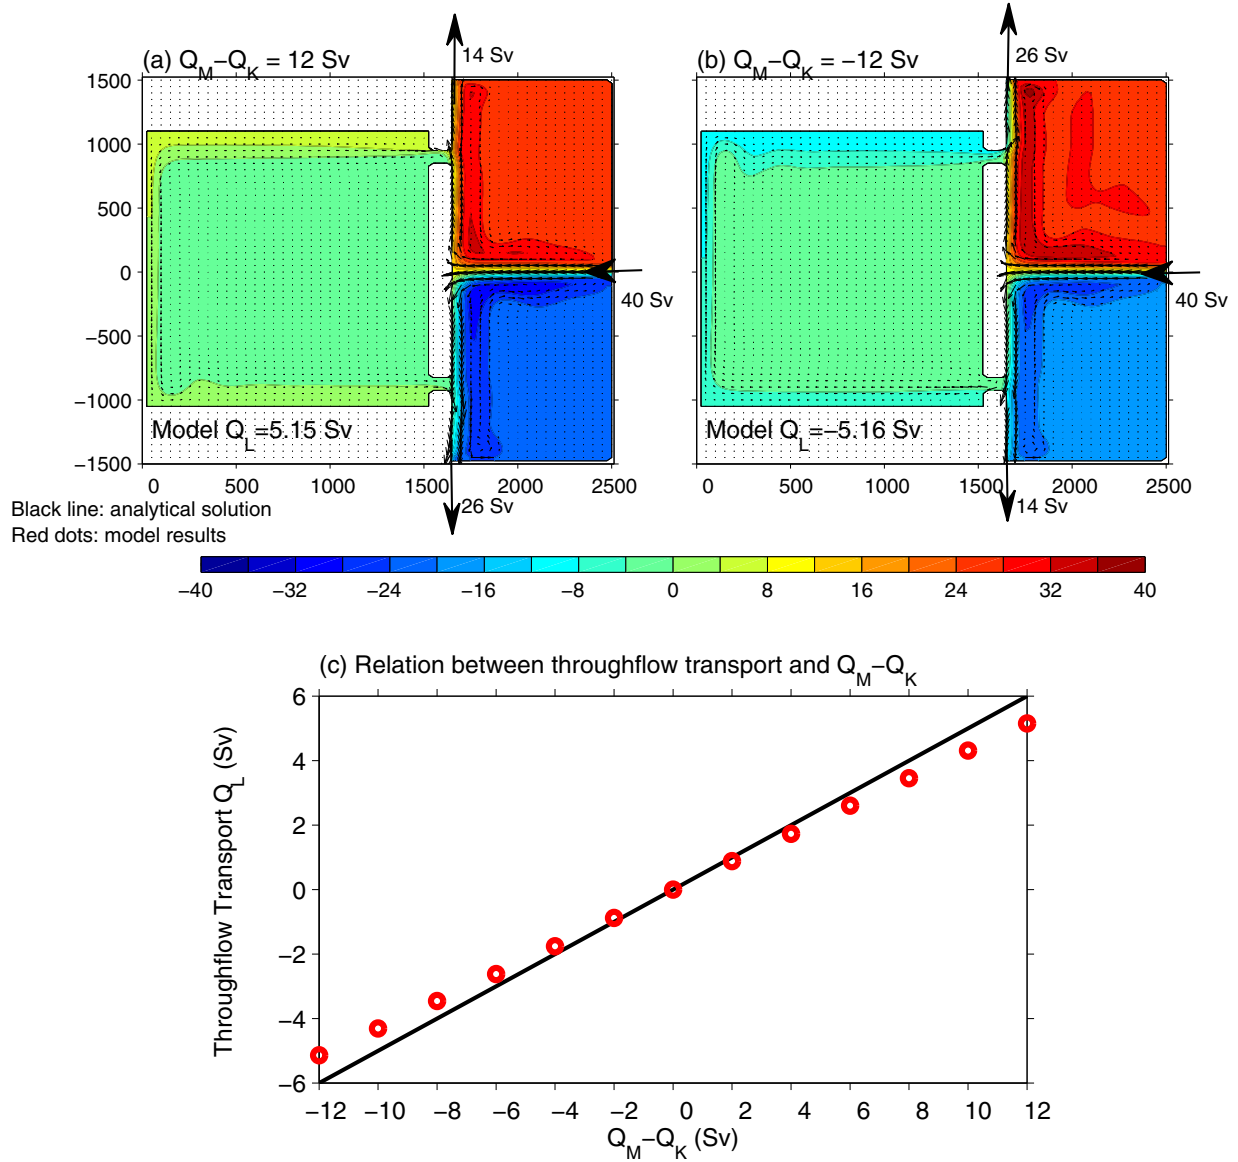 (a) Q_M−Q_K = 12 Sv
14 Sv
(b) Q_M−Q_K = −12 Sv
26 Sv
1500
1000
500
0
−500
−1000
−1500
40 Sv
40 Sv
Model Q_L=5.15 Sv
Model Q_L=−5.16 Sv
0 500 1000 1500 2000 2500
0 500 1000 1500 2000 2500
26 Sv
14 Sv
Black line: analytical solution
Red dots: model results
−40 −32 −24 −16 −8 0 8 16 24 32 40
(c) Relation between throughflow transport and Q_M−Q_K
Throughflow Transport Q_L (Sv)
6
4
2
0
−2
−4
−6
−12 −10 −8 −6 −4 −2 0 2 4 6 8 10 12
Q_M−Q_K (Sv)